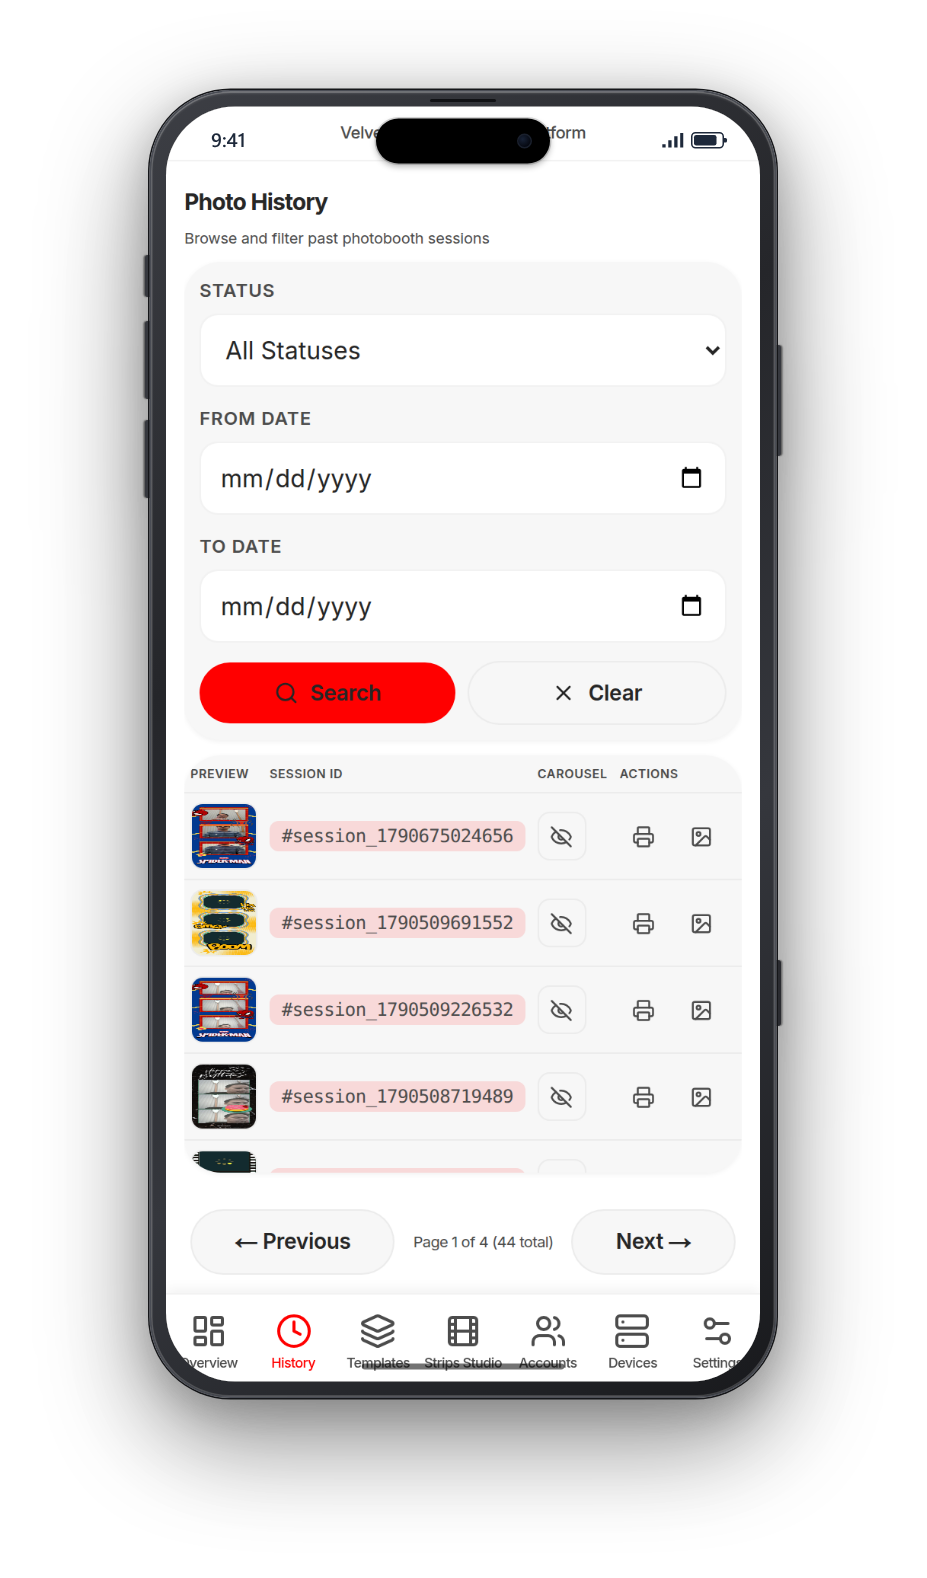 9:41
Photo History
Browse and filter past photobooth sessions
STATUS
All Statuses
FROM DATE
mm/dd/yyyy
TO DATE
mm/dd/yyyy
Search
Clear
PREVIEW SESSION ID CAROUSEL ACTIONS
#session_1790675024656
#session_1790509691552
#session_1790509226532
#session_1790508719489
← Previous
Page 1 of 4 (44 total)
Next →
Overview History Templates Strips Studio Accounts Devices Settings